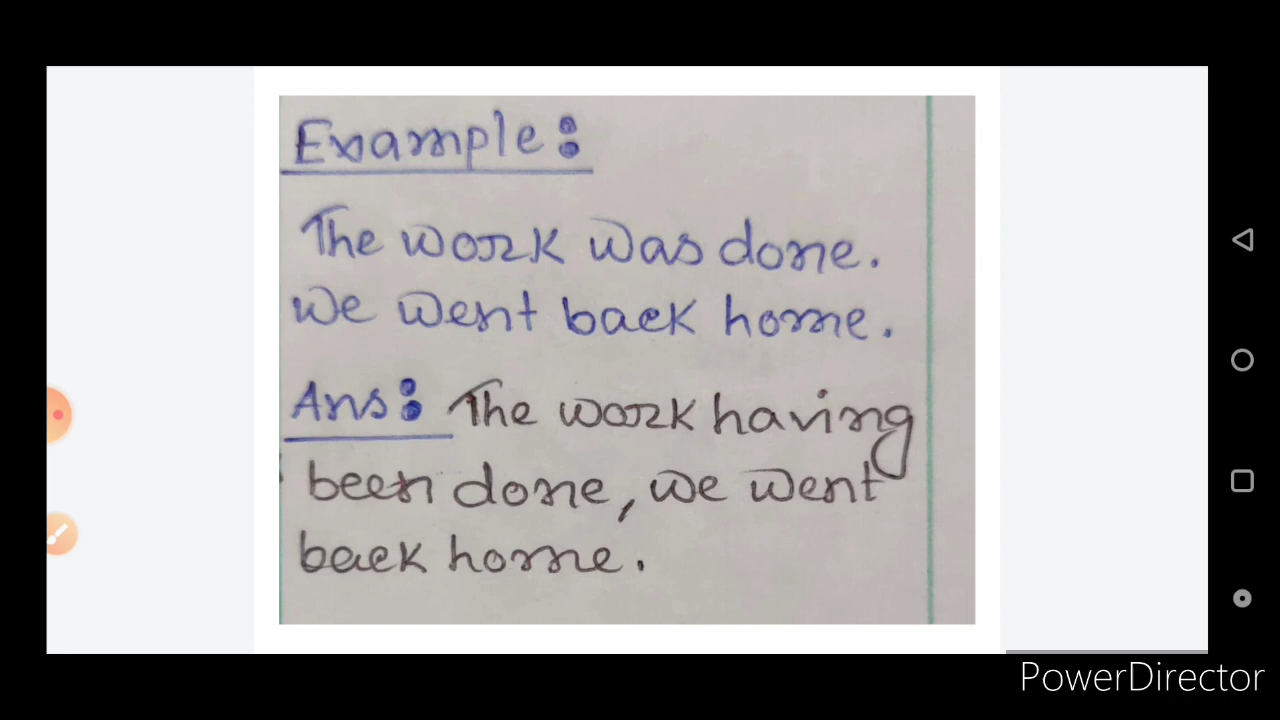 Example:
The work was done.
We went back home.
Ans: The work having
been done, we went
back home.
PowerDirector